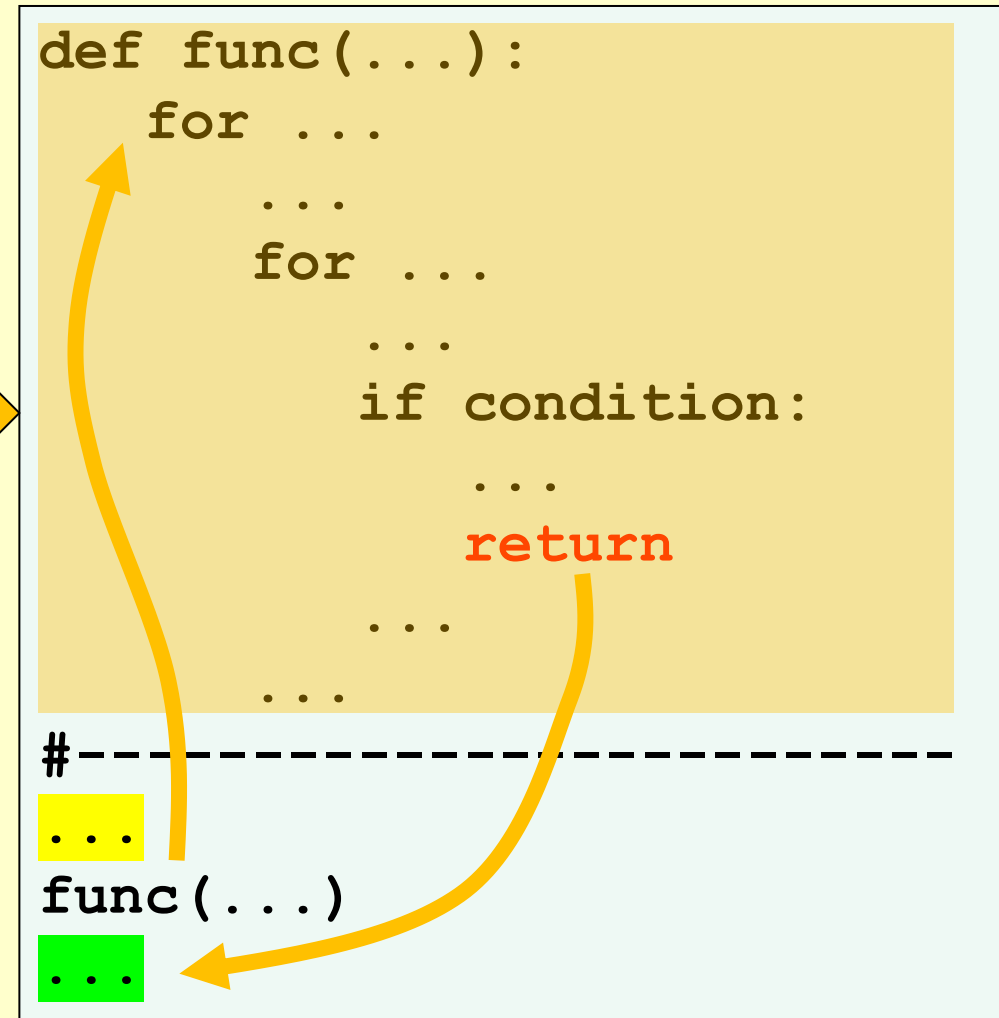 def func(...):
   for ...
      ...
      for ...
         ...
         if condition:
            ...
            return
         ...
      ...
#-------------------------
...
func(...)
...